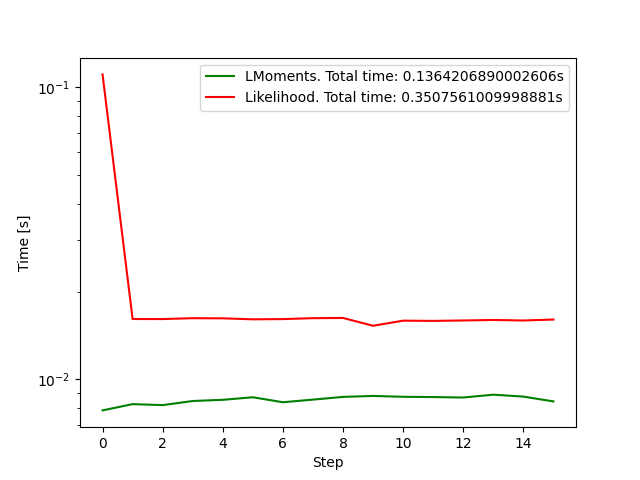 LMoments. Total time: 0.1364206890002606s
Likelihood. Total time: 0.3507561009998881s
Time [s]
10⁻¹
10⁻²
0 2 4 6 8 10 12 14
Step